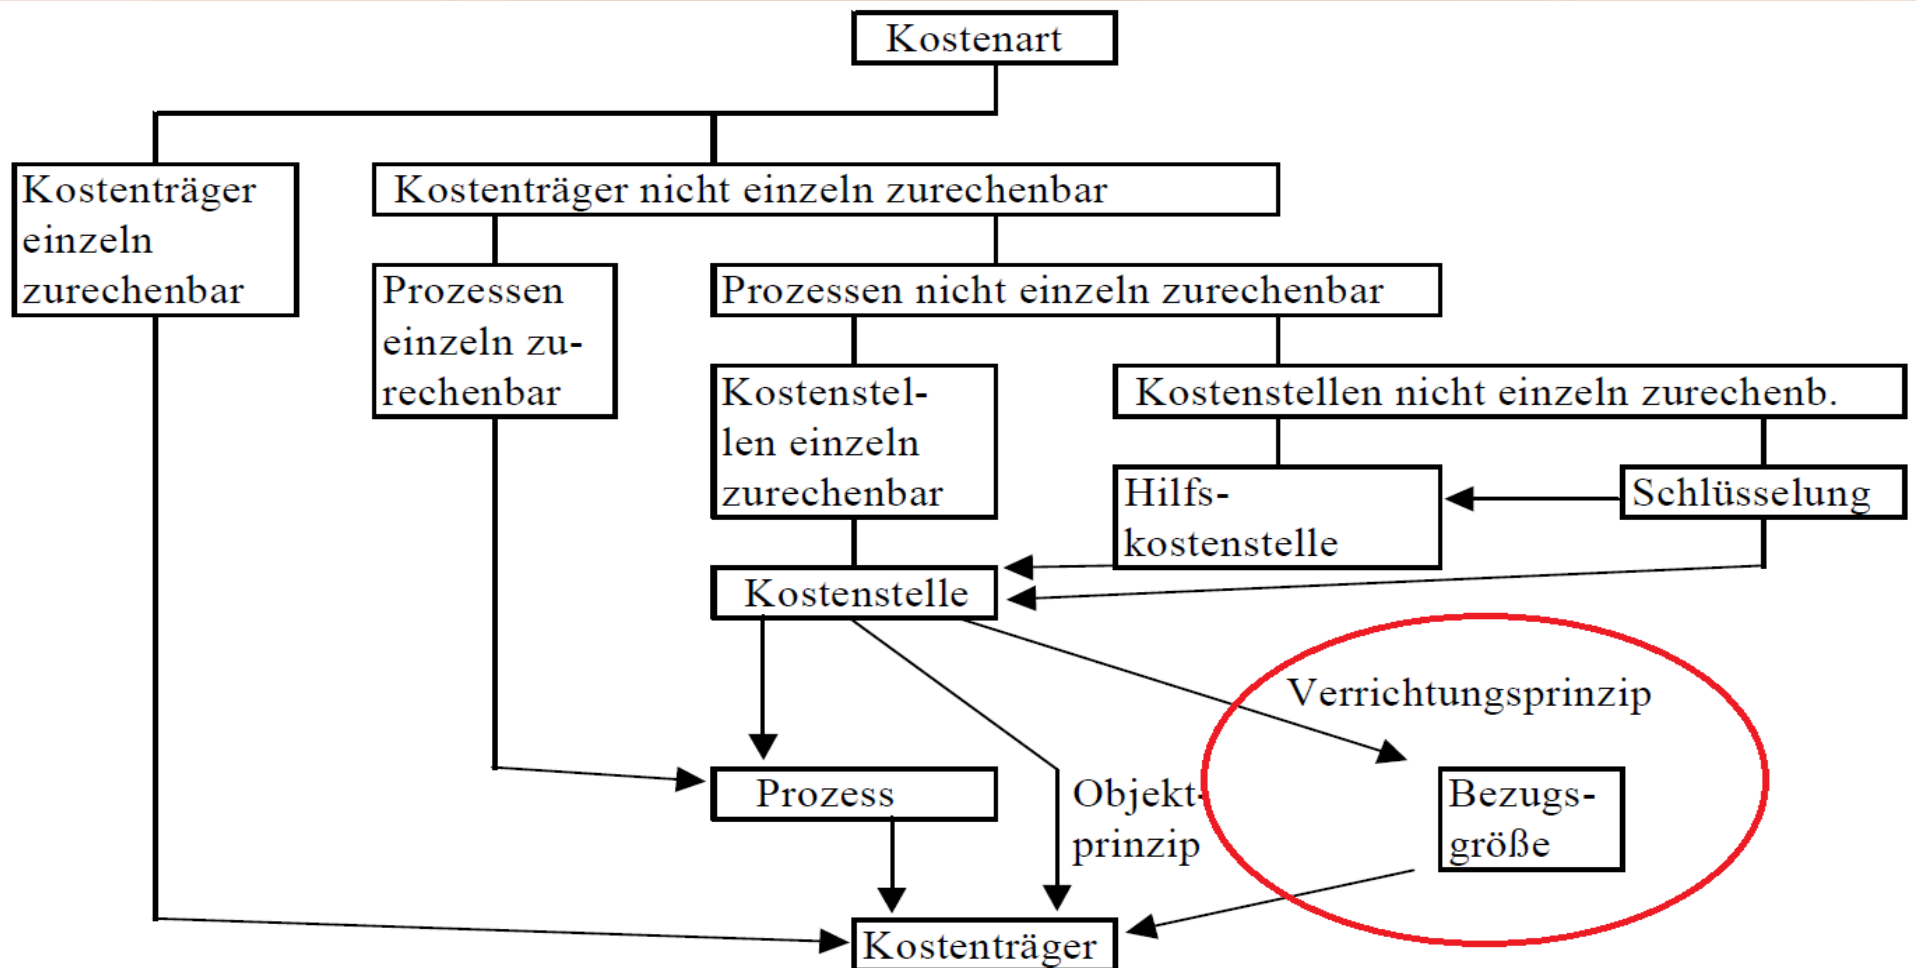 Kostenart
Kostenträger
einzeln
zurechenbar
Kostenträger nicht einzeln zurechenbar
Prozessen
einzeln zu-
rechenbar
Prozessen nicht einzeln zurechenbar
Kostenstel-
len einzeln
zurechenbar
Kostenstellen nicht einzeln zurechenb.
Hilfs-
kostenstelle
Schlüsselung
Kostenstelle
Verrichtungsprinzip
Prozess
Objekt-
prinzip
Bezugs-
größe
Kostenträger